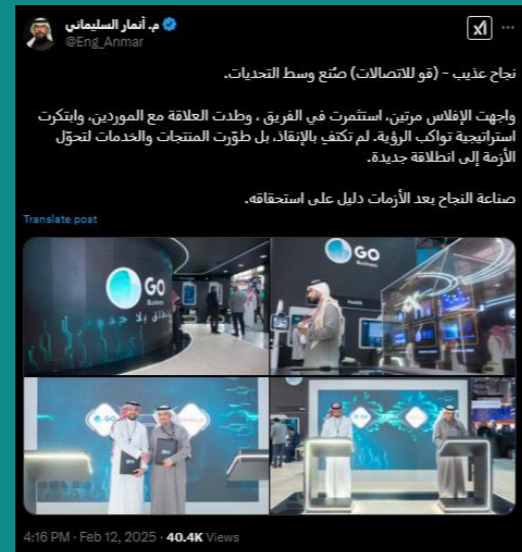 م. أنمار السليماني
@Eng_Anmar
نجاح عذيب - (قو للاتصالات) صُنع وسط التحديات.
واجهت الإفلاس مرتين، استثمرت في الفريق ، وطدت العلاقة مع الموردين، وابتكرت
استراتيجية تواكب الرؤية. لم تكتفِ بالإنقاذ، بل طوّرت المنتجات والخدمات لتحوّل
الأزمة إلى انطلاقة جديدة.
صناعة النجاح بعد الأزمات دليل على استحقاقه.
Translate post
GO
Business
GO
GO
4:16 PM · Feb 12, 2025 · 40.4K Views